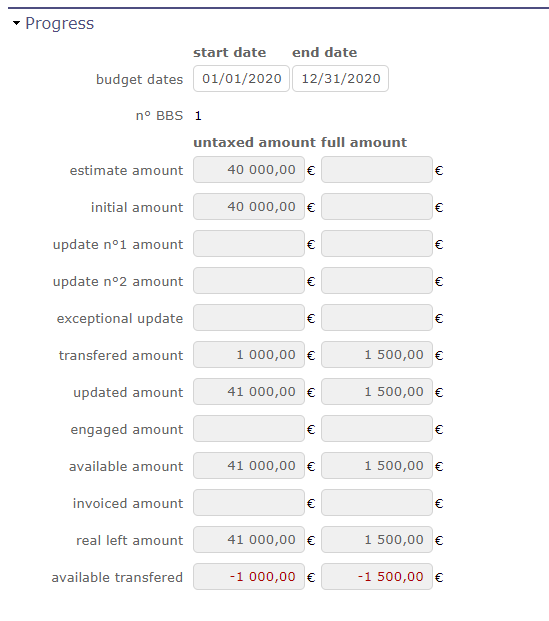 Progress
start date end date
budget dates 01/01/2020 12/31/2020
n° BBS 1
untaxed amount full amount
estimate amount 40 000,00 € €
initial amount 40 000,00 € €
update n°1 amount € €
update n°2 amount € €
exceptional update € €
transfered amount 1 000,00 € 1 500,00 €
updated amount 41 000,00 € 1 500,00 €
engaged amount € €
available amount 41 000,00 € 1 500,00 €
invoiced amount € €
real left amount 41 000,00 € 1 500,00 €
available transfered -1 000,00 € -1 500,00 €